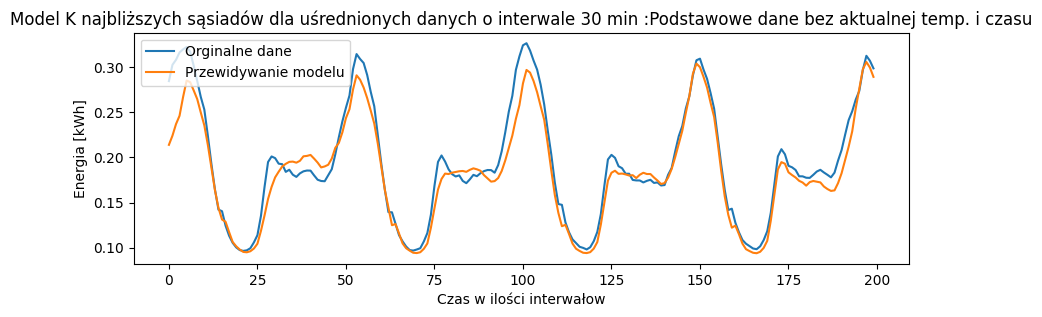 Model K najbliższych sąsiadów dla uśrednionych danych o interwale 30 min :Podstawowe dane bez aktualnej temp. i czasu
Orginalne dane
Przewidywanie modelu
Energia [kWh]
0.30
0.25
0.20
0.15
0.10
0 25 50 75 100 125 150 175 200
Czas w ilości interwałow